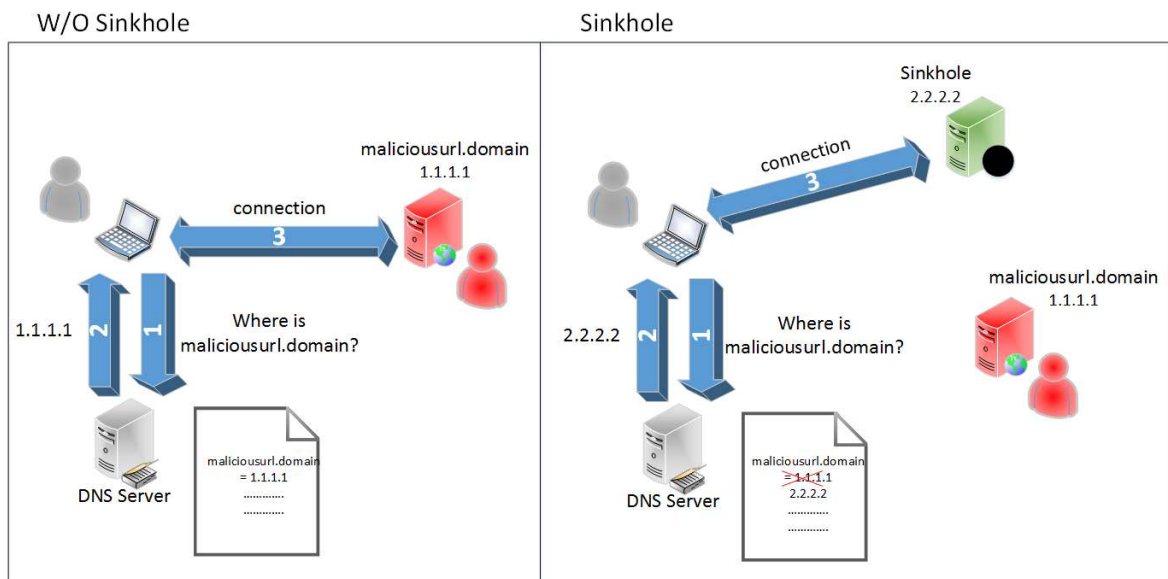 W/O Sinkhole
maliciousurl.domain
1.1.1.1
connection
3
1.1.1.1
2
1
Where is
maliciousurl.domain?
DNS Server
maliciousurl.domain
= 1.1.1.1
.............
.............
Sinkhole
Sinkhole
2.2.2.2
connection
3
maliciousurl.domain
1.1.1.1
2.2.2.2
2
1
Where is
maliciousurl.domain?
DNS Server
maliciousurl.domain
= 1.1.1.1
2.2.2.2
.............
.............